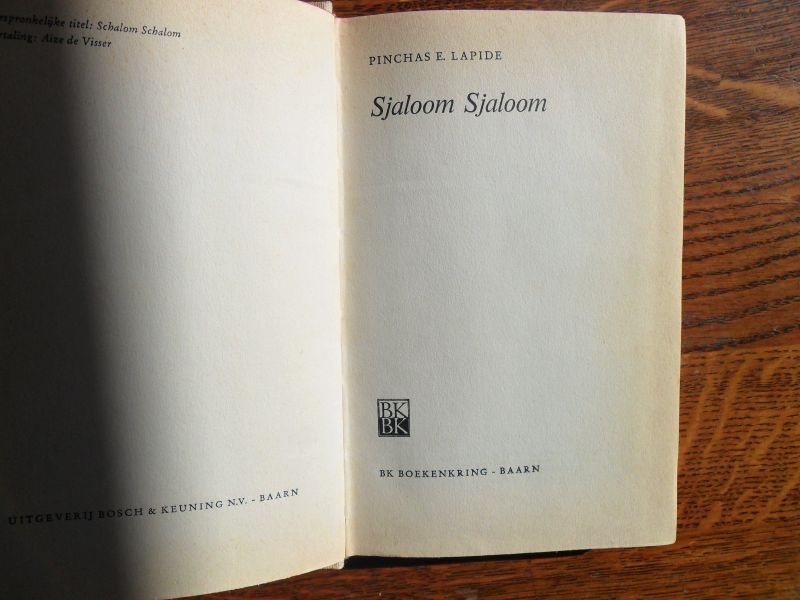 spronkelijke titel: Schalom Schalom
rtaling: Aize de Visser
UITGEVERIJ BOSCH & KEUNING N.V. - BAARN
PINCHAS E. LAPIDE
Sjaloom Sjaloom
BK
BK
BK BOEKENKRING - BAARN